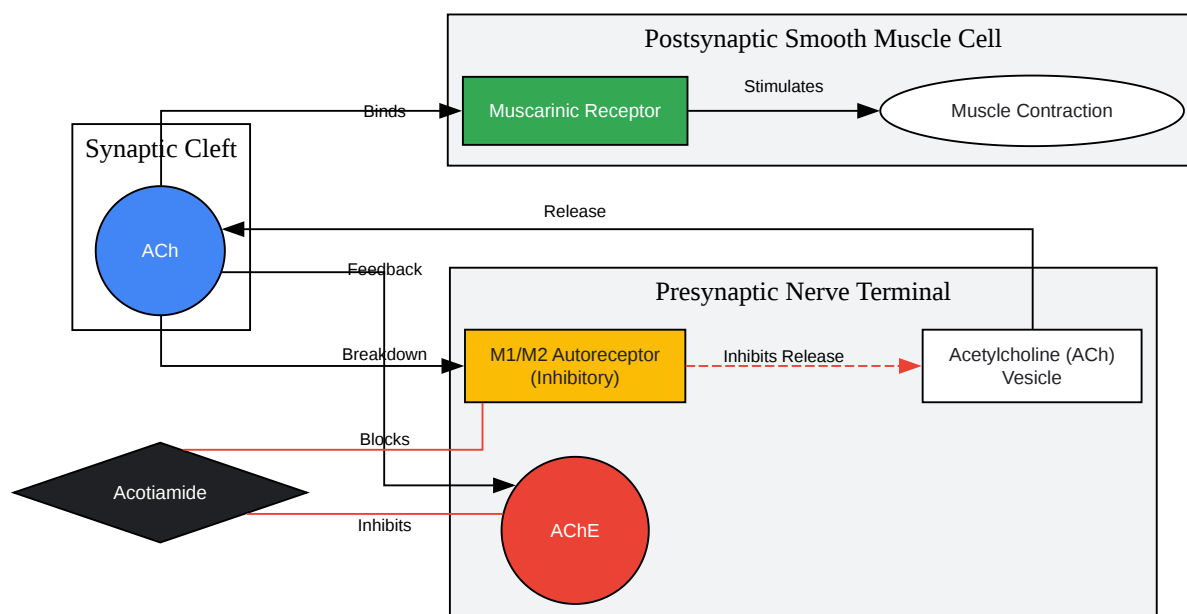 Postsynaptic Smooth Muscle Cell
Binds
Muscarinic Receptor
Stimulates
Muscle Contraction
Synaptic Cleft
ACh
Release
Feedback
Presynaptic Nerve Terminal
Breakdown
M1/M2 Autoreceptor
(Inhibitory)
Inhibits Release
Acetylcholine (ACh)
Vesicle
Blocks
Acotiamide
Inhibits
AChE